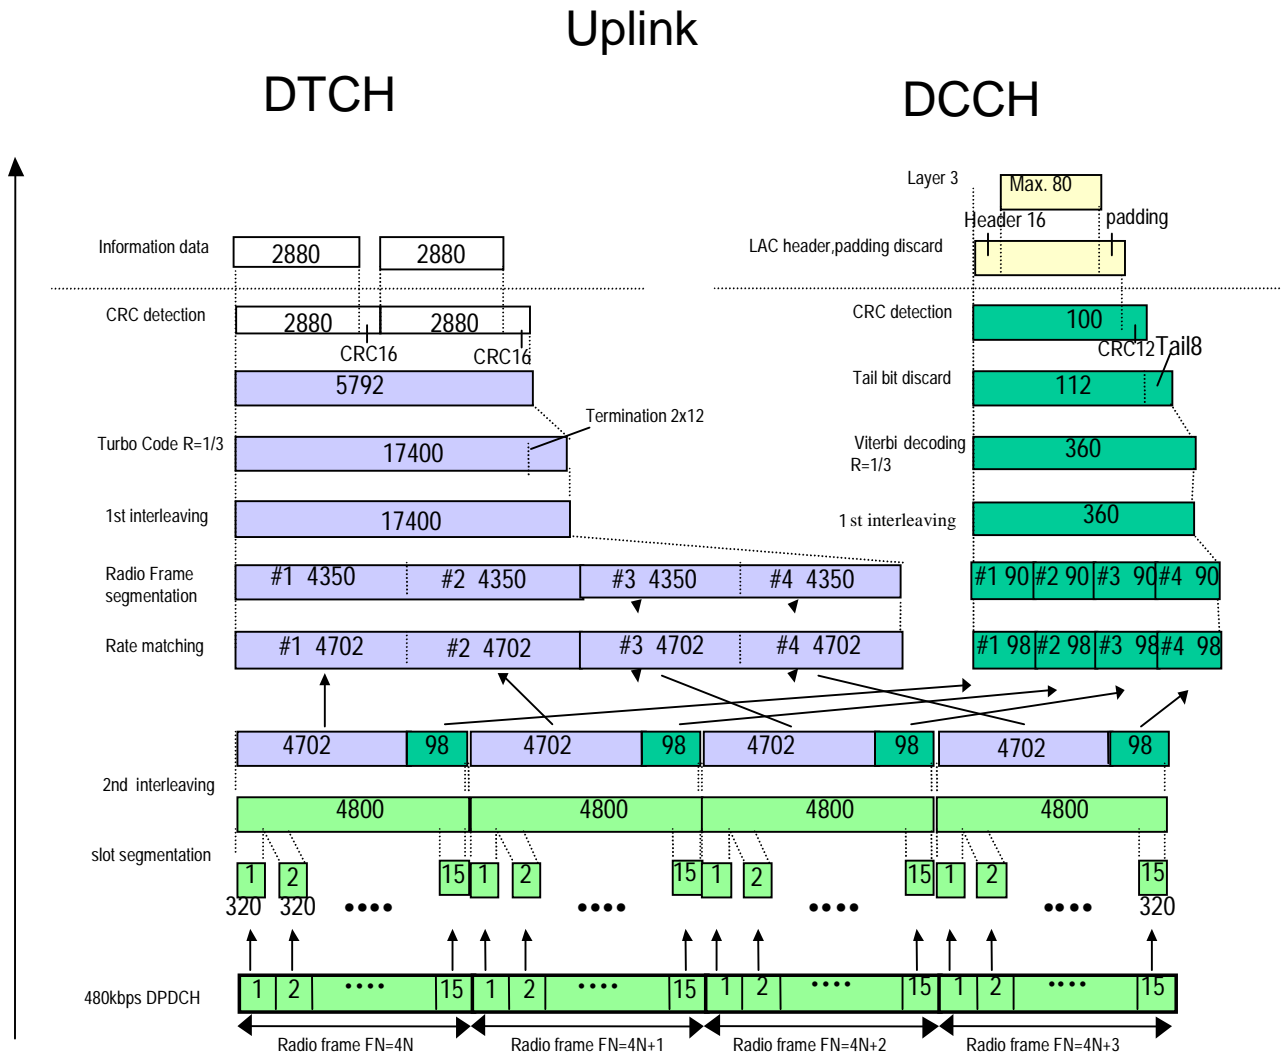 Uplink
DTCH
DCCH
Layer 3
Max. 80
Header 16
padding
Information data
2880
2880
LAC header,padding discard
CRC detection
2880
2880
CRC16
CRC16
CRC detection
100
CRC12
Tail8
5792
Tail bit discard
112
Termination 2x12
Turbo Code R=1/3
17400
Viterbi decoding
R=1/3
360
1st interleaving
17400
1st interleaving
360
Radio Frame
segmentation
#1 4350
#2 4350
#3 4350
#4 4350
#1 90
#2 90
#3 90
#4 90
Rate matching
#1 4702
#2 4702
#3 4702
#4 4702
#1 98
#2 98
#3 98
#4 98
4702
98
4702
98
4702
98
4702
98
2nd interleaving
4800
4800
4800
4800
slot segmentation
1
2
15
1
2
15
1
2
15
1
2
15
320
320
••••
••••
••••
••••
320
480kbps DPDCH
1
2
••••
15
1
2
••••
15
1
2
••••
15
1
2
••••
15
Radio frame FN=4N
Radio frame FN=4N+1
Radio frame FN=4N+2
Radio frame FN=4N+3